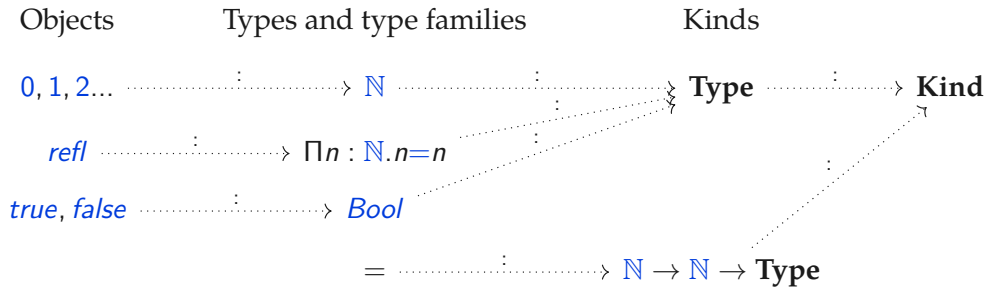 Objects Types and type families Kinds
0, 1, 2... : ℕ : Type : Kind
:
refl : Πn : ℕ.n=n :
true, false : Bool :
= : ℕ → ℕ → Type